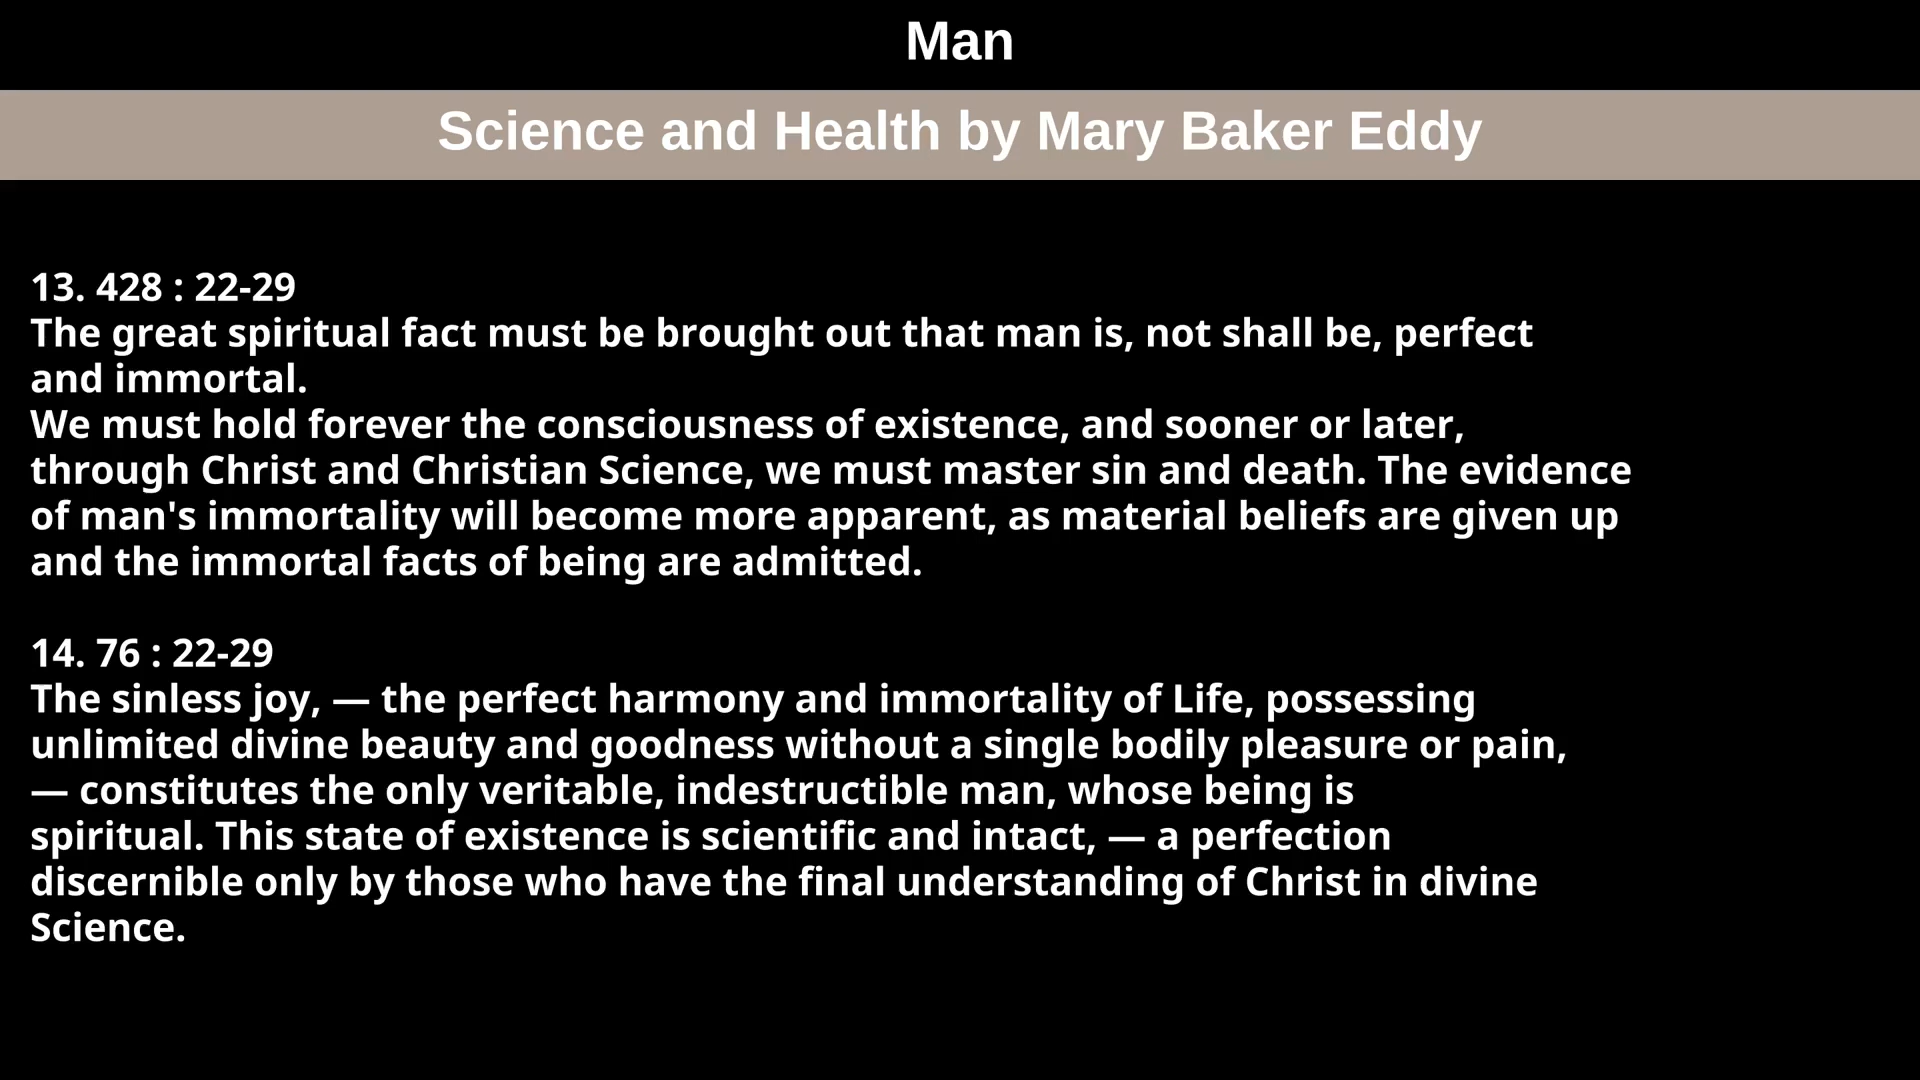 Man
Science and Health by Mary Baker Eddy
13. 428 : 22-29
The great spiritual fact must be brought out that man is, not shall be, perfect
and immortal.
We must hold forever the consciousness of existence, and sooner or later,
through Christ and Christian Science, we must master sin and death. The evidence
of man's immortality will become more apparent, as material beliefs are given up
and the immortal facts of being are admitted.
14. 76 : 22-29
The sinless joy, — the perfect harmony and immortality of Life, possessing
unlimited divine beauty and goodness without a single bodily pleasure or pain,
— constitutes the only veritable, indestructible man, whose being is
spiritual. This state of existence is scientific and intact, — a perfection
discernible only by those who have the final understanding of Christ in divine
Science.